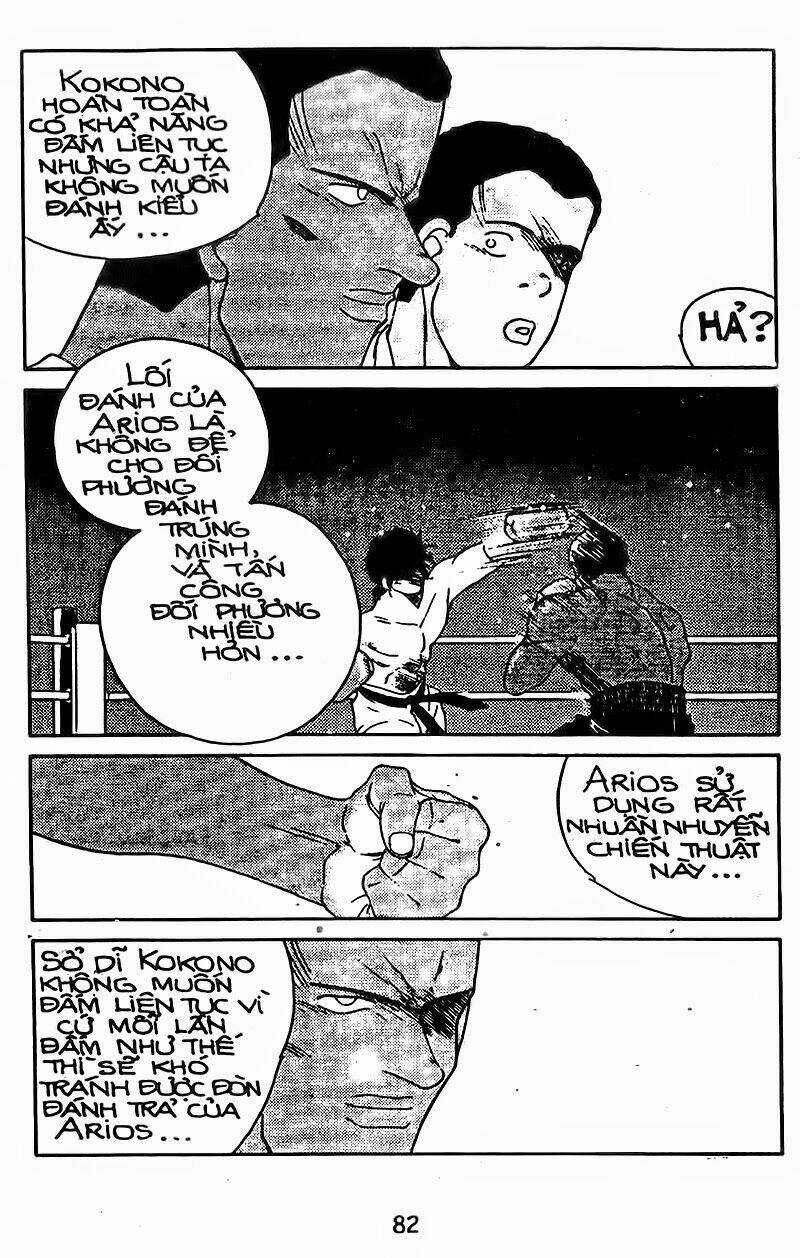 KOKONO
HOÀN TOÀN
CÓ KHẢ NĂNG
ĐẤM LIÊN TỤC
NHƯNG CẬU TA
KHÔNG MUỐN
ĐÁNH KIỂU
ẤY ...
HẢ?
LỐI
ĐÁNH CỦA
ARIOS LÀ
KHÔNG ĐỂ
CHO ĐỐI
PHƯƠNG
ĐÁNH
TRÚNG
MÌNH,
VÀ TẤN
CÔNG
ĐỐI PHƯƠNG
NHIỀU
HƠN ...
ARIOS SỬ
DỤNG RẤT
NHUẦN NHUYỄN
CHIẾN THUẬT
NÀY ...
SỞ DĨ KOKONO
KHÔNG MUỐN
ĐẤM LIÊN TỤC VÌ
CỨ MỖI LẦN
ĐẤM NHƯ THẾ
THÌ SẼ KHÓ
TRÁNH ĐƯỢC ĐÒN
ĐÁNH TRẢ CỦA
ARIOS ...
82